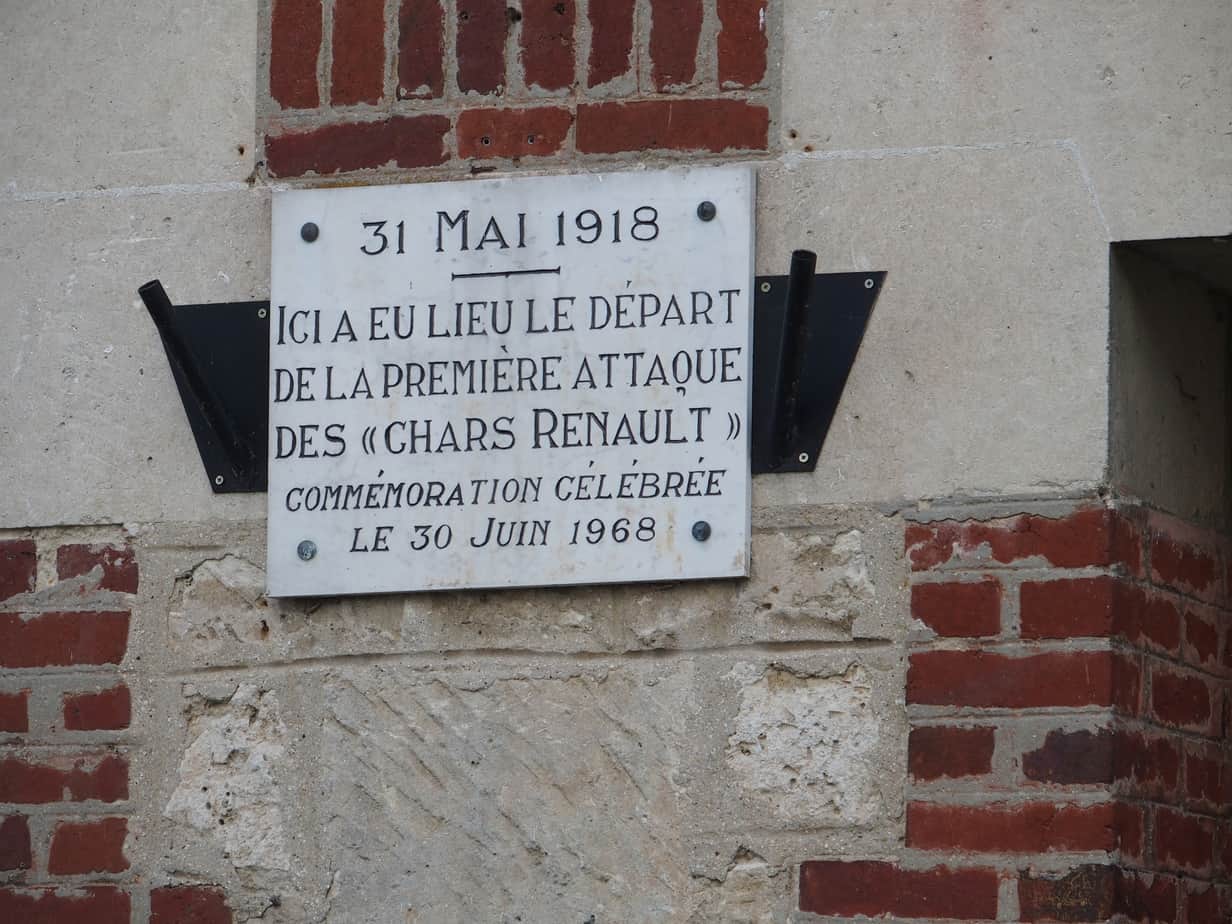 31 MAI 1918
ICI A EU LIEU LE DÉPART
DE LA PREMIÈRE ATTAQUE
DES « CHARS RENAULT »
COMMÉMORATION CÉLÉBRÉE
LE 30 JUIN 1968